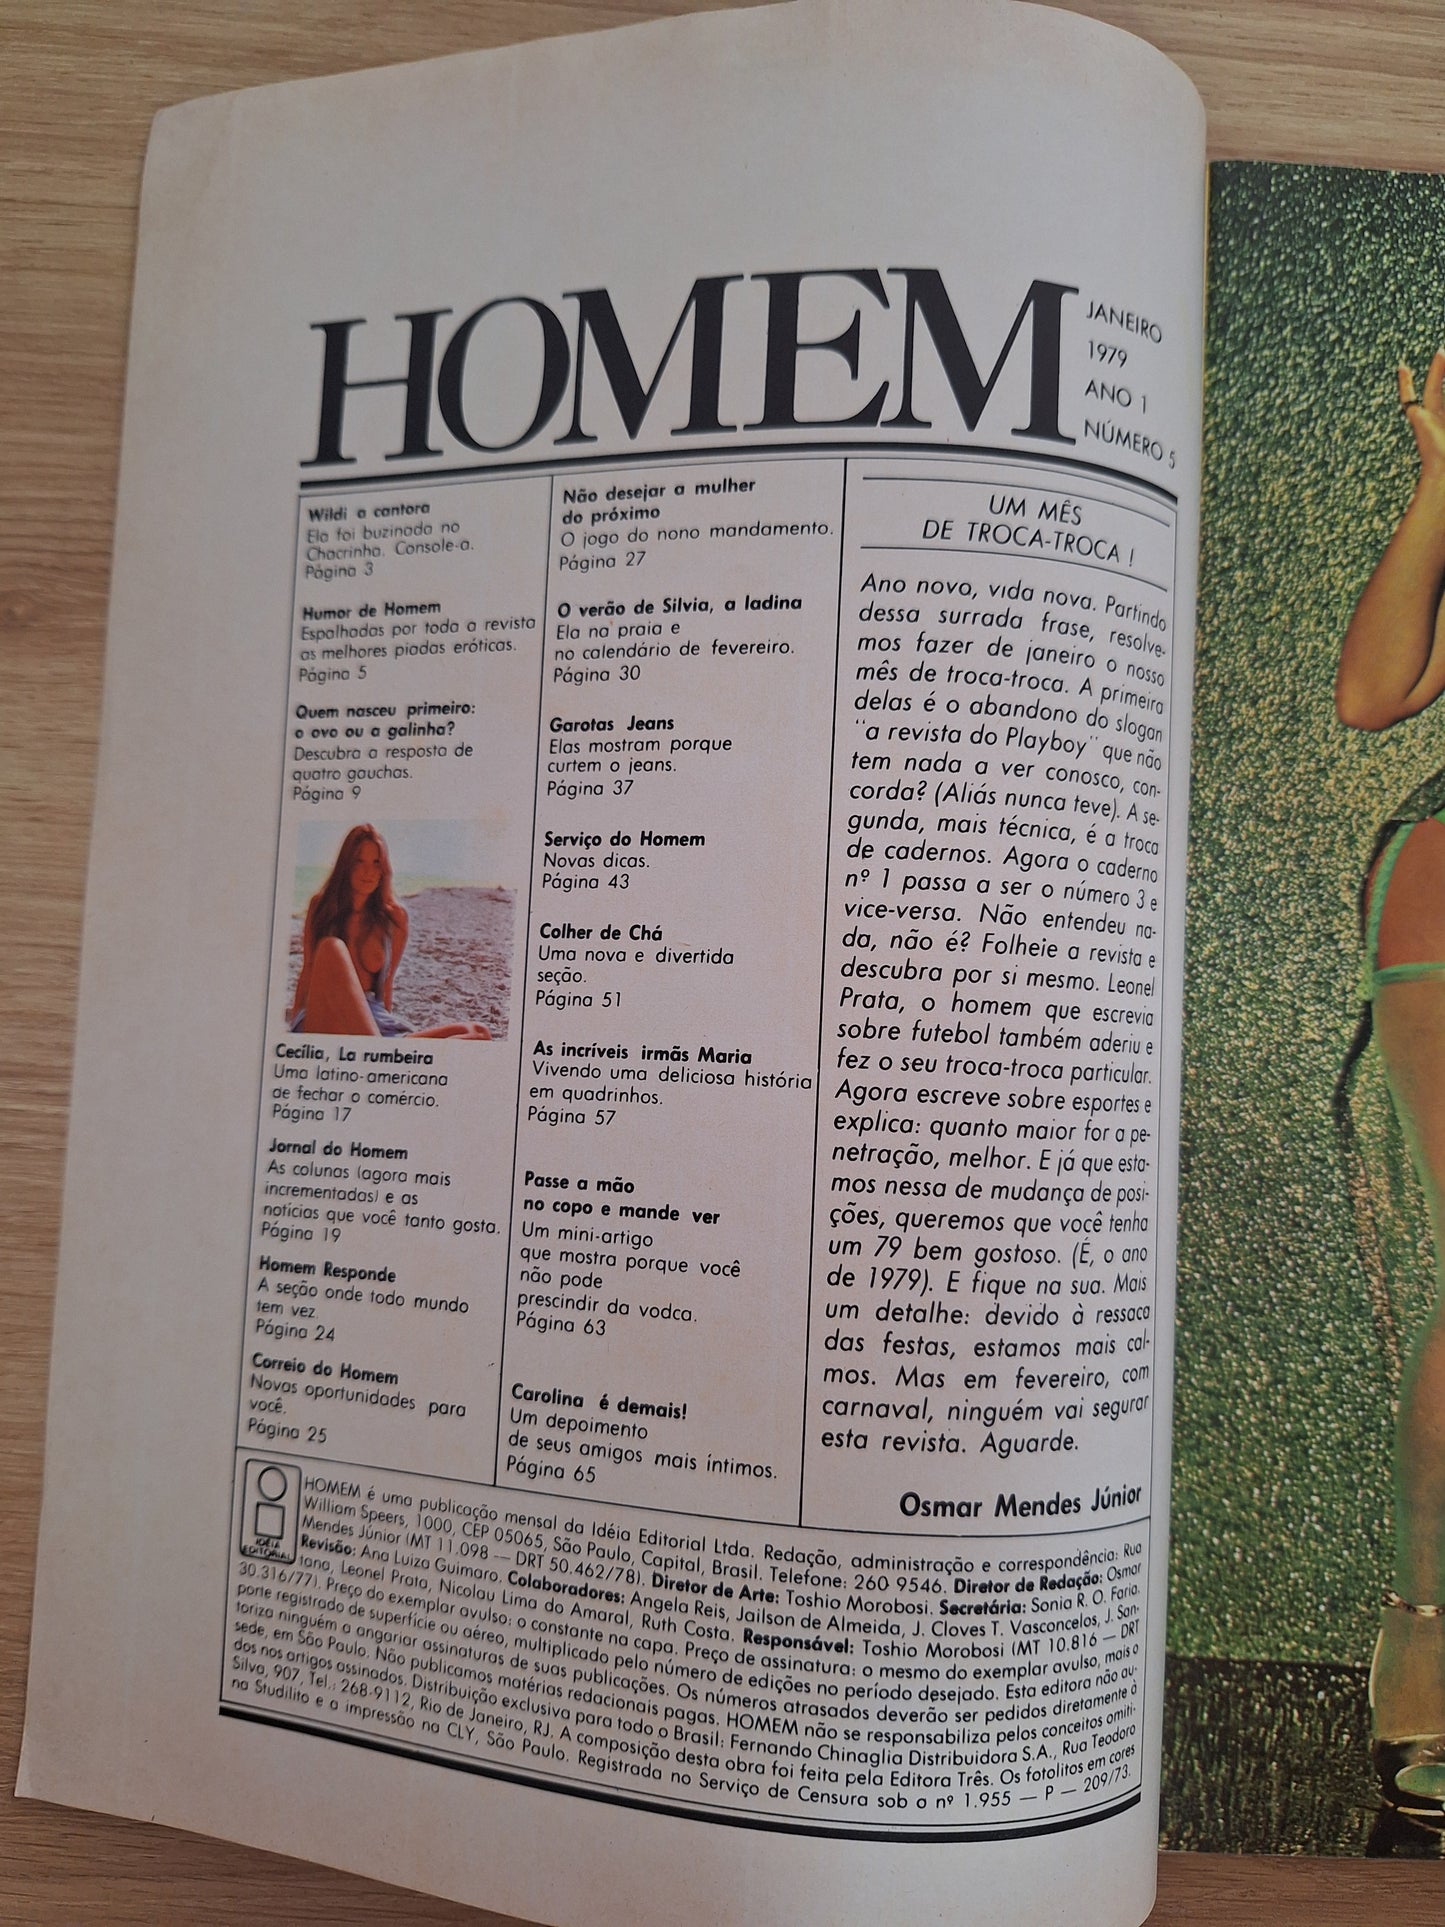 HOMEM
JANEIRO
1979
ANO 1
NÚMERO 5
Wildi a cantora
Ela foi buzinada no
Chacrinha. Console-a.
Página 3
Humor de Homem
Espalhadas por toda a revista
as melhores piadas eróticas.
Página 5
Quem nasceu primeiro:
o ovo ou a galinha?
Descubra a resposta de
quatro gauchas.
Página 9
Cecília, La rumbeira
Uma latino-americana
de fechar o comércio.
Página 17
Jornal do Homem
As colunas (agora mais
incrementadas) e as
notícias que você tanto gosta.
Página 19
Homem Responde
A seção onde todo mundo
tem vez.
Página 24
Correio do Homem
Novas oportunidades para
você.
Página 25
Não desejar a mulher
do próximo
O jogo do nono mandamento.
Página 27
O verão de Silvia, a ladina
Ela na praia e
no calendário de fevereiro.
Página 30
Garotas Jeans
Elas mostram porque
curtem o jeans.
Página 37
Serviço do Homem
Novas dicas.
Página 43
Colher de Chá
Uma nova e divertida
seção.
Página 51
As incríveis irmãs Maria
Vivendo uma deliciosa história
em quadrinhos.
Página 57
Passe a mão
no copo e mande ver
Um mini-artigo
que mostra porque você
não pode
prescindir da vodca.
Página 63
Carolina é demais!
Um depoimento
de seus amigos mais íntimos.
Página 65
UM MÊS
DE TROCA-TROCA !
Ano novo, vida nova. Partindo
dessa surrada frase, resolve-
mos fazer de janeiro o nosso
mês de troca-troca. A primeira
delas é o abandono do slogan
"a revista do Playboy" que não
tem nada a ver conosco, con-
corda? (Aliás nunca teve). A se-
gunda, mais técnica, é a troca
de cadernos. Agora o caderno
nº 1 passa a ser o número 3 e
vice-versa. Não entendeu na-
da, não é? Folheie a revista e
descubra por si mesmo. Leonel
Prata, o homem que escrevia
sobre futebol também aderiu e
fez o seu troca-troca particular.
Agora escreve sobre esportes e
explica: quanto maior for a pe-
netração, melhor. E já que esta-
mos nessa de mudança de posi-
ções, queremos que você tenha
um 79 bem gostoso. (É, o ano
de 1979). E fique na sua. Mais
um detalhe: devido à ressaca
das festas, estamos mais cal-
mos. Mas em fevereiro, com
carnaval, ninguém vai segurar
esta revista. Aguarde.
Osmar Mendes Júnior
IDÉIA
EDITORIAL
HOMEM é uma publicação mensal da Idéia Editorial Ltda. Redação, administração e correspondência: Rua
William Speers, 1000, CEP 05065, São Paulo, Capital, Brasil. Telefone: 260 9546. Diretor de Redação: Osmar
Mendes Júnior (MT 11.098 — DRT 50.462/78). Diretor de Arte: Toshio Morobosi. Secretária: Sonia R. O. Faria.
Revisão: Ana Luiza Guimaro. Colaboradores: Angela Reis, Jailson de Almeida, J. Cloves T. Vasconcelos, J. San-
tana, Leonel Prata, Nicolau Lima do Amaral, Ruth Costa. Responsável: Toshio Morobosi (MT 10.816 — DRT
30.316/77). Preço do exemplar avulso: o constante na capa. Preço de assinatura: o mesmo do exemplar avulso, mais o
porte registrado de superfície ou aéreo, multiplicado pelo número de edições no período desejado. Esta editora não au-
toriza ninguém a angariar assinaturas de suas publicações. Os números atrasados deverão ser pedidos diretamente à
sede, em São Paulo. Não publicamos matérias redacionais pagas. HOMEM não se responsabiliza pelos conceitos omiti-
dos nos artigos assinados. Distribuição exclusiva para todo o Brasil: Fernando Chinaglia Distribuidora S.A., Rua Teodoro
Silva, 907, Tel.: 268-9112, Rio de Janeiro, RJ. A composição desta obra foi feita pela Editora Três. Os fotolitos em cores
na Studilito e a impressão na CLY, São Paulo. Registrada no Serviço de Censura sob o nº 1.955 — P — 209/73.